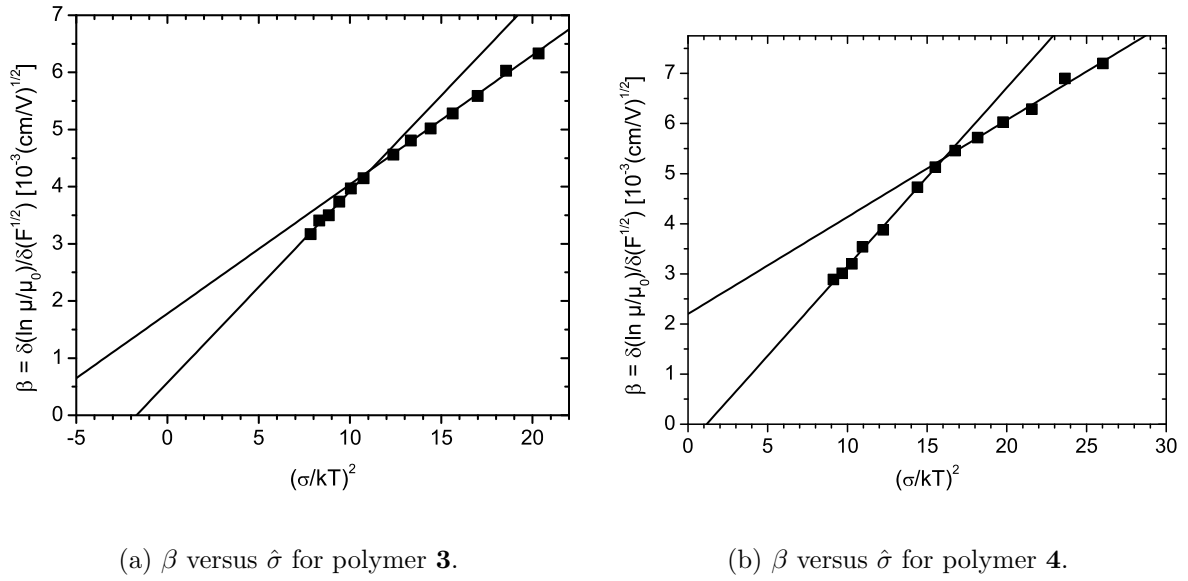 7
6
5
4
3
2
1
0
-5 0 5 10 15 20
β = δ(ln μ/μ₀)/δ(F^{1/2}) [10⁻³(cm/V)^{1/2}]
(σ/kT)²
(a) β versus σ̂ for polymer 3.
7
6
5
4
3
2
1
0
0 5 10 15 20 25 30
β = δ(ln μ/μ₀)/δ(F^{1/2}) [10⁻³(cm/V)^{1/2}]
(σ/kT)²
(b) β versus σ̂ for polymer 4.